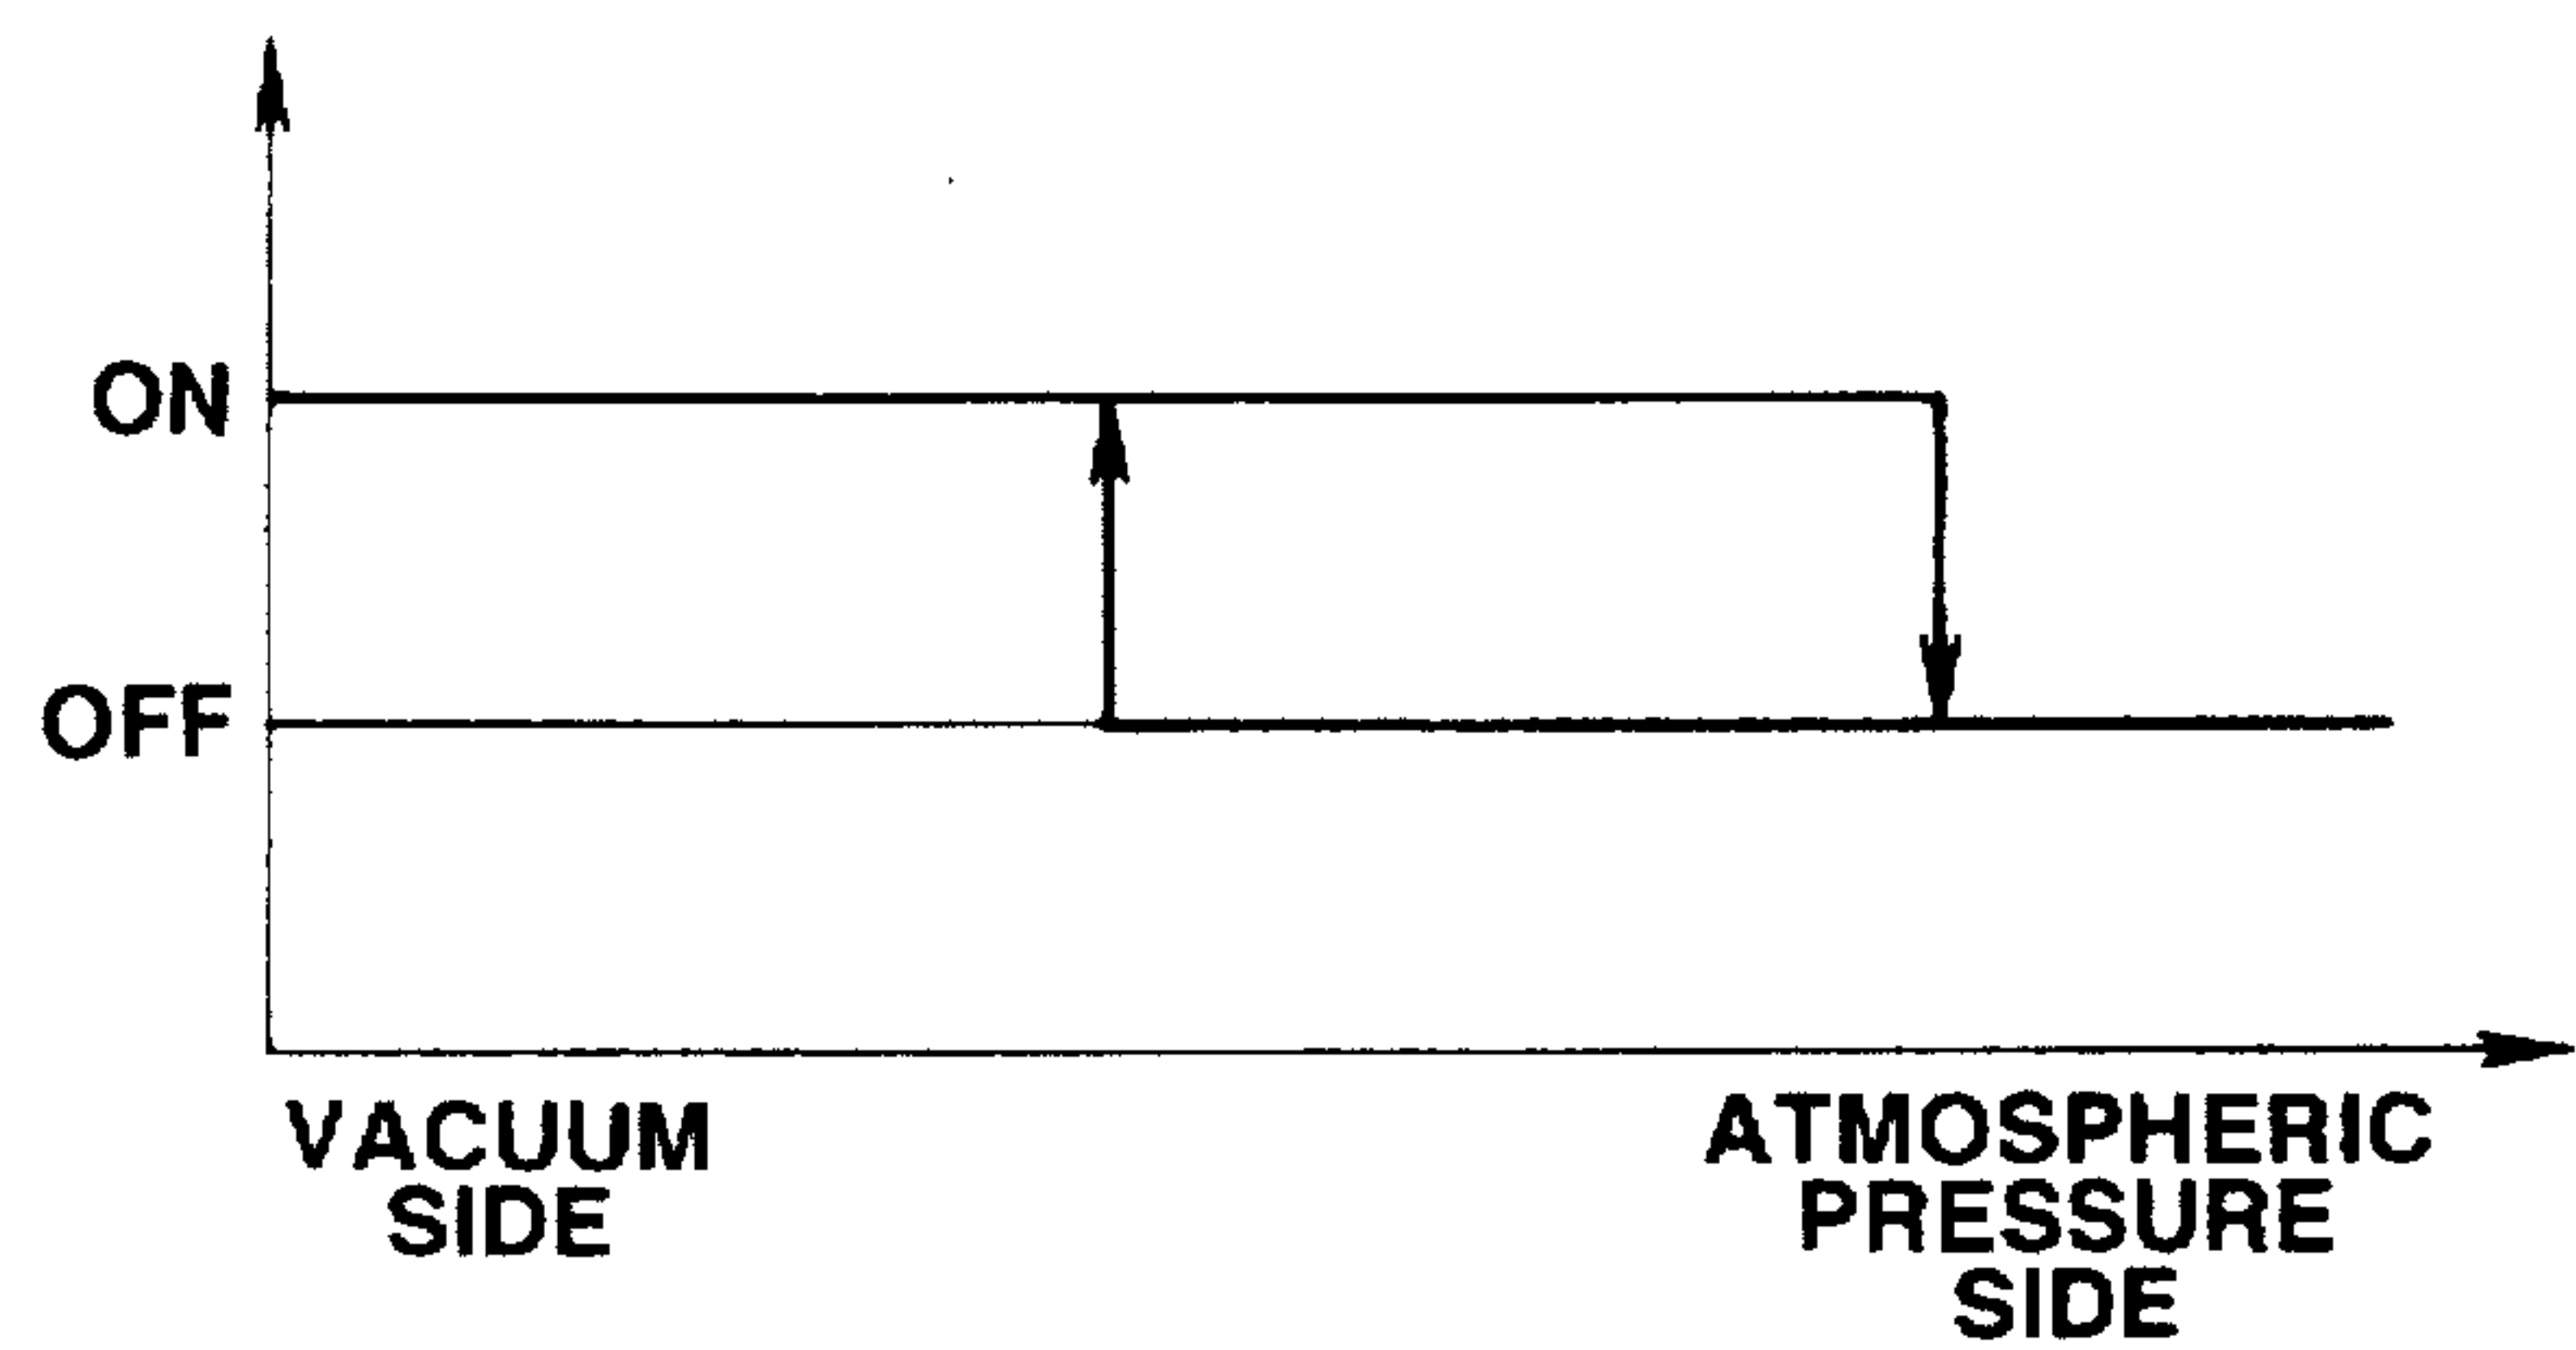 ON
OFF
VACUUM
SIDE
ATMOSPHERIC
PRESSURE
SIDE